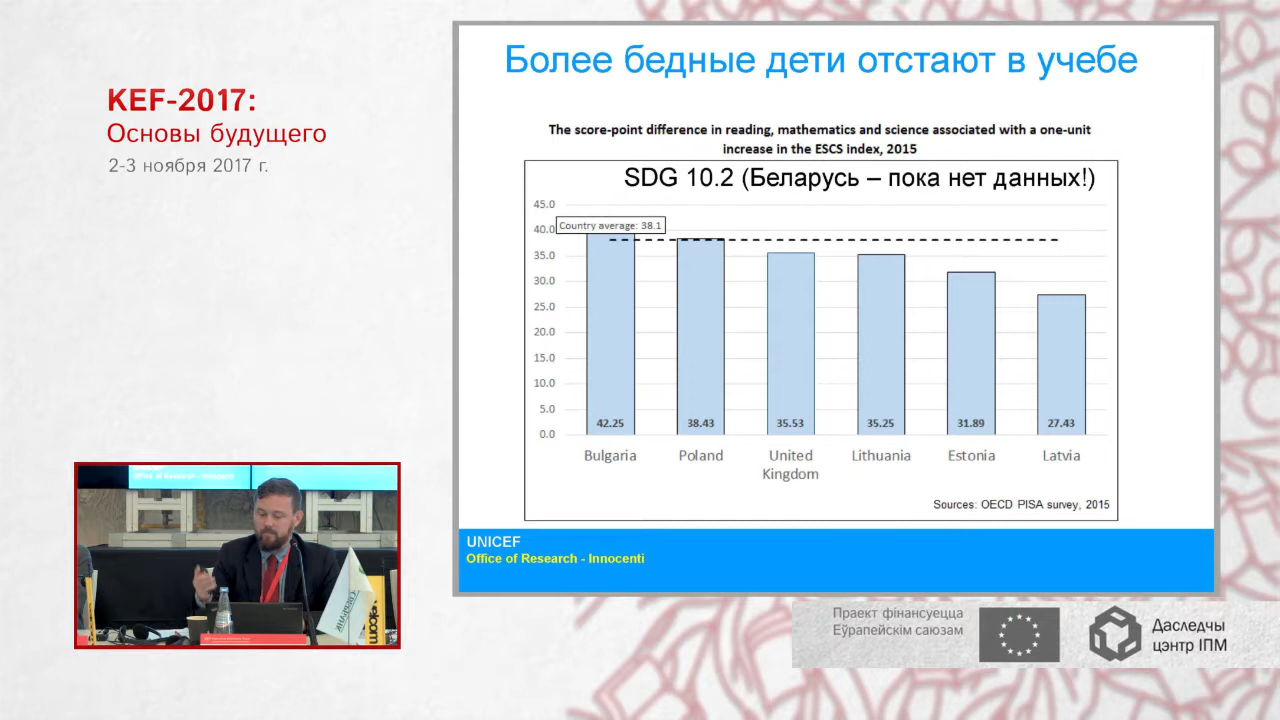 KEF-2017:
Основы будущего
2-3 ноября 2017 г.
Более бедные дети отстают в учебе
The score-point difference in reading, mathematics and science associated with a one-unit
increase in the ESCS index, 2015
SDG 10.2 (Беларусь – пока нет данных!)
45.0
40.0
Country average: 38.1
35.0
30.0
25.0
20.0
15.0
10.0
5.0
0.0
42.25
38.43
35.53
35.25
31.89
27.43
Bulgaria
Poland
United
Kingdom
Lithuania
Estonia
Latvia
Sources: OECD PISA survey, 2015
UNICEF
Office of Research - Innocenti
Office of Research - Innocenti
Праект фінансуецца
Еўрапейскім саюзам
Даследчы
цэнтр ІПМ